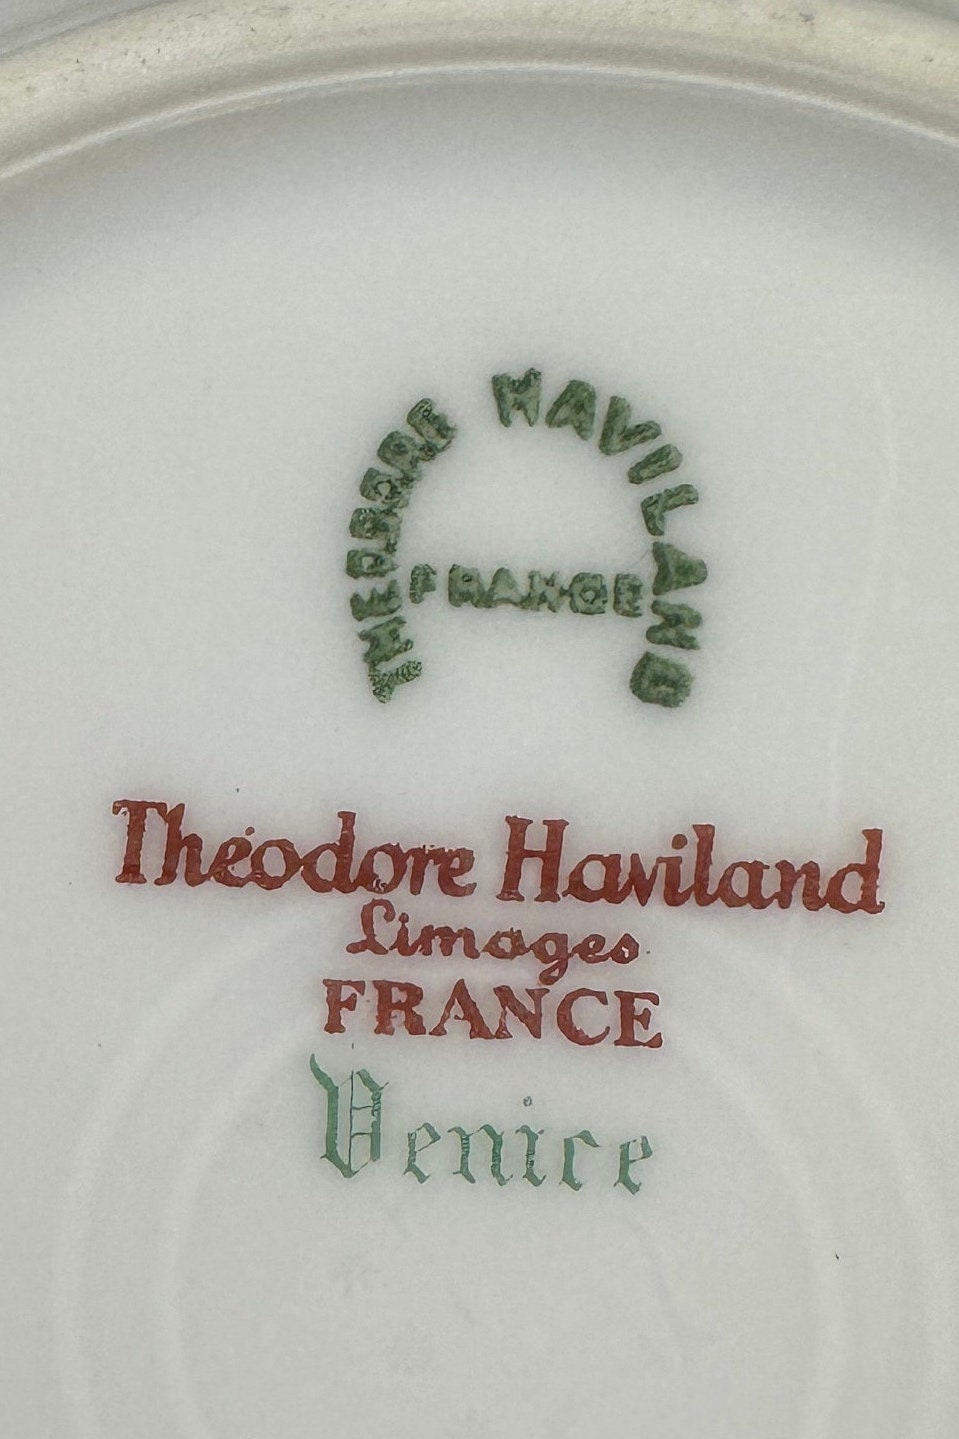 THEODORE HAVILAND
FRANCE
Théodore Haviland
Limoges
FRANCE
Venice